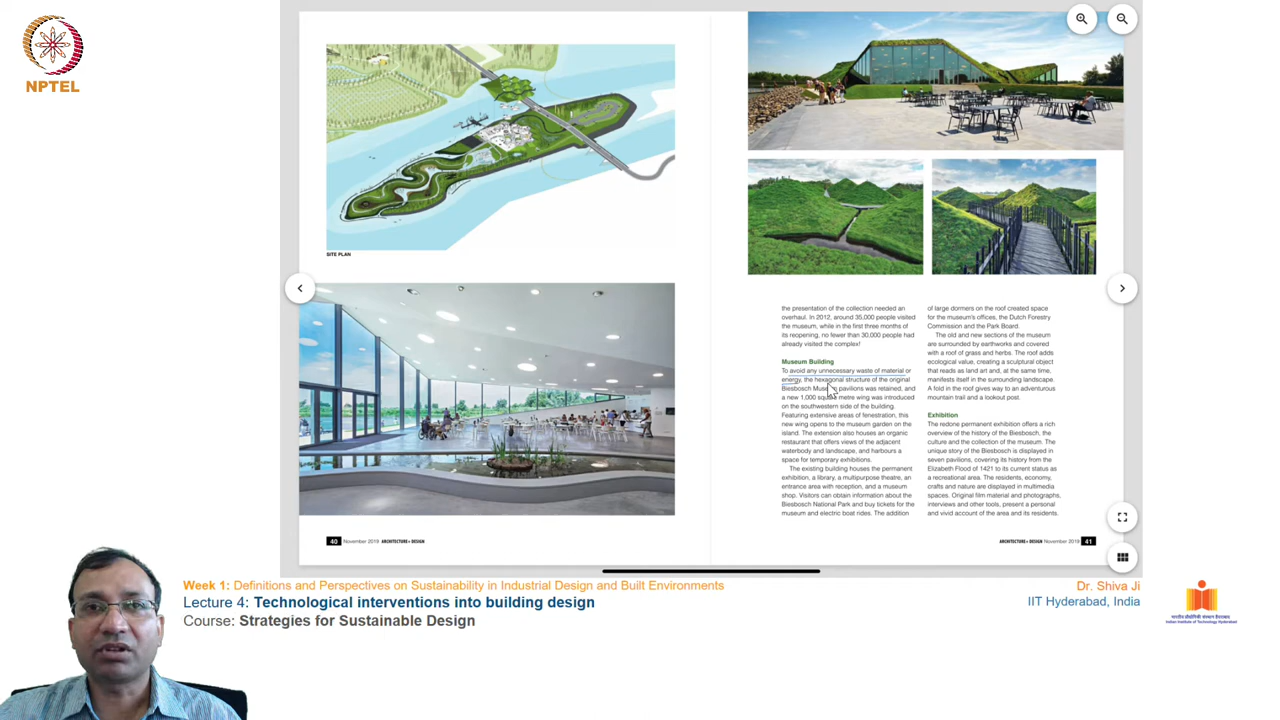 NPTEL
SITE PLAN
40 November 2019 ARCHITECTURE+DESIGN
the presentation of the collection needed an
overhaul. In 2012, around 35,000 people visited
the museum, while in the first three months of
its reopening, no fewer than 30,000 people had
already visited the complex!
Museum Building
To avoid any unnecessary waste of material or
energy, the hexagonal structure of the original
Biesbosch Museum pavilions was retained, and
a new 1,000 square metre wing was introduced
on the southwestern side of the building.
Featuring extensive areas of fenestration, this
new wing opens to the museum garden on the
island. The extension also houses an organic
restaurant that offers views of the adjacent
waterbody and landscape, and harbours a
space for temporary exhibitions.
The existing building houses the permanent
exhibition, a library, a multipurpose theatre, an
entrance area with reception, and a museum
shop. Visitors can obtain information about the
Biesbosch National Park and buy tickets for the
museum and electric boat rides. The addition
of large dormers on the roof created space
for the museum's offices, the Dutch Forestry
Commission and the Park Board.
The old and new sections of the museum
are surrounded by earthworks and covered
with a roof of grass and herbs. The roof adds
ecological value, creating a sculptural object
that reads as land art and, at the same time,
manifests itself in the surrounding landscape.
A fold in the roof gives way to an adventurous
mountain trail and a lookout post.
Exhibition
The redone permanent exhibition offers a rich
overview of the history of the Biesbosch, the
culture and the collection of the museum. The
unique story of the Biesbosch is displayed in
seven pavilions, covering its history from the
Elizabeth Flood of 1421 to its current status as
a recreational area. The residents, economy,
crafts and nature are displayed in multimedia
spaces. Original film material and photographs,
interviews and other tools, present a personal
and vivid account of the area and its residents.
ARCHITECTURE+DESIGN November 2019 41
Week 1: Definitions and Perspectives on Sustainability in Industrial Design and Built Environments
Lecture 4: Technological interventions into building design
Course: Strategies for Sustainable Design
Dr. Shiva Ji
IIT Hyderabad, India
भारतीय प्रौद्योगिकी संस्थान हैदराबाद
Indian Institute of Technology Hyderabad